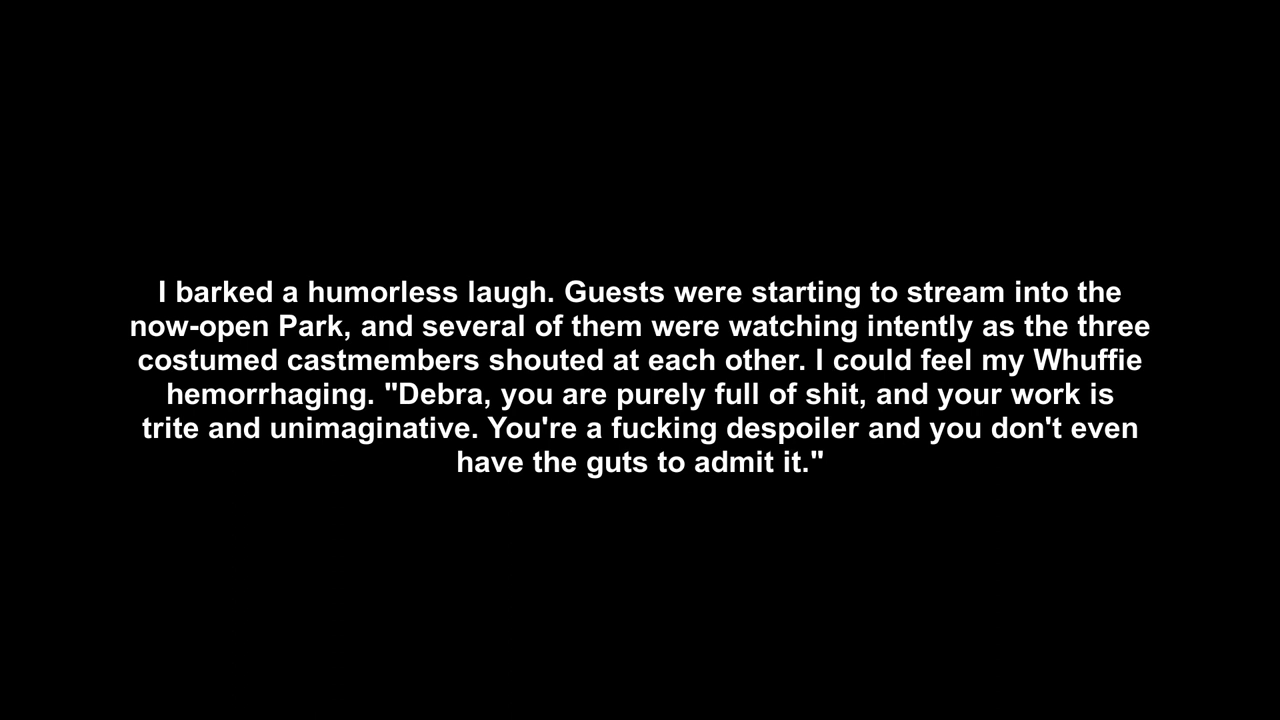 I barked a humorless laugh. Guests were starting to stream into the
now-open Park, and several of them were watching intently as the three
costumed castmembers shouted at each other. I could feel my Whuffie
hemorrhaging. "Debra, you are purely full of shit, and your work is
trite and unimaginative. You're a fucking despoiler and you don't even
have the guts to admit it."